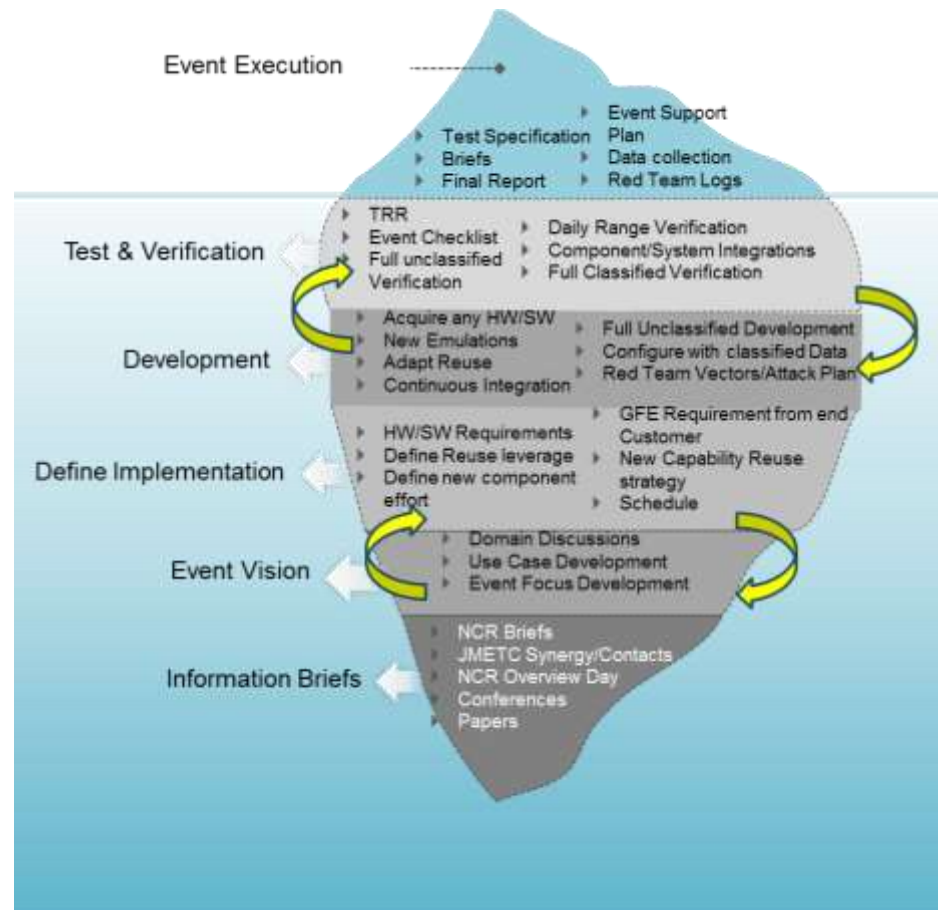 Event Execution
Test Specification
Briefs
Final Report
Event Support
Plan
Data collection
Red Team Logs
Test & Verification
TRR
Event Checklist
Full unclassified
Verification
Daily Range Verification
Component/System Integrations
Full Classified Verification
Development
Acquire any HW/SW
New Emulations
Adapt Reuse
Continuous Integration
Full Unclassified Development
Configure with classified Data
Red Team Vectors/Attack Plan
Define Implementation
HW/SW Requirements
Define Reuse leverage
Define new component
effort
GFE Requirement from end
Customer
New Capability Reuse
strategy
Schedule
Event Vision
Domain Discussions
Use Case Development
Event Focus Development
Information Briefs
NCR Briefs
JMETC Synergy/Contacts
NCR Overview Day
Conferences
Papers